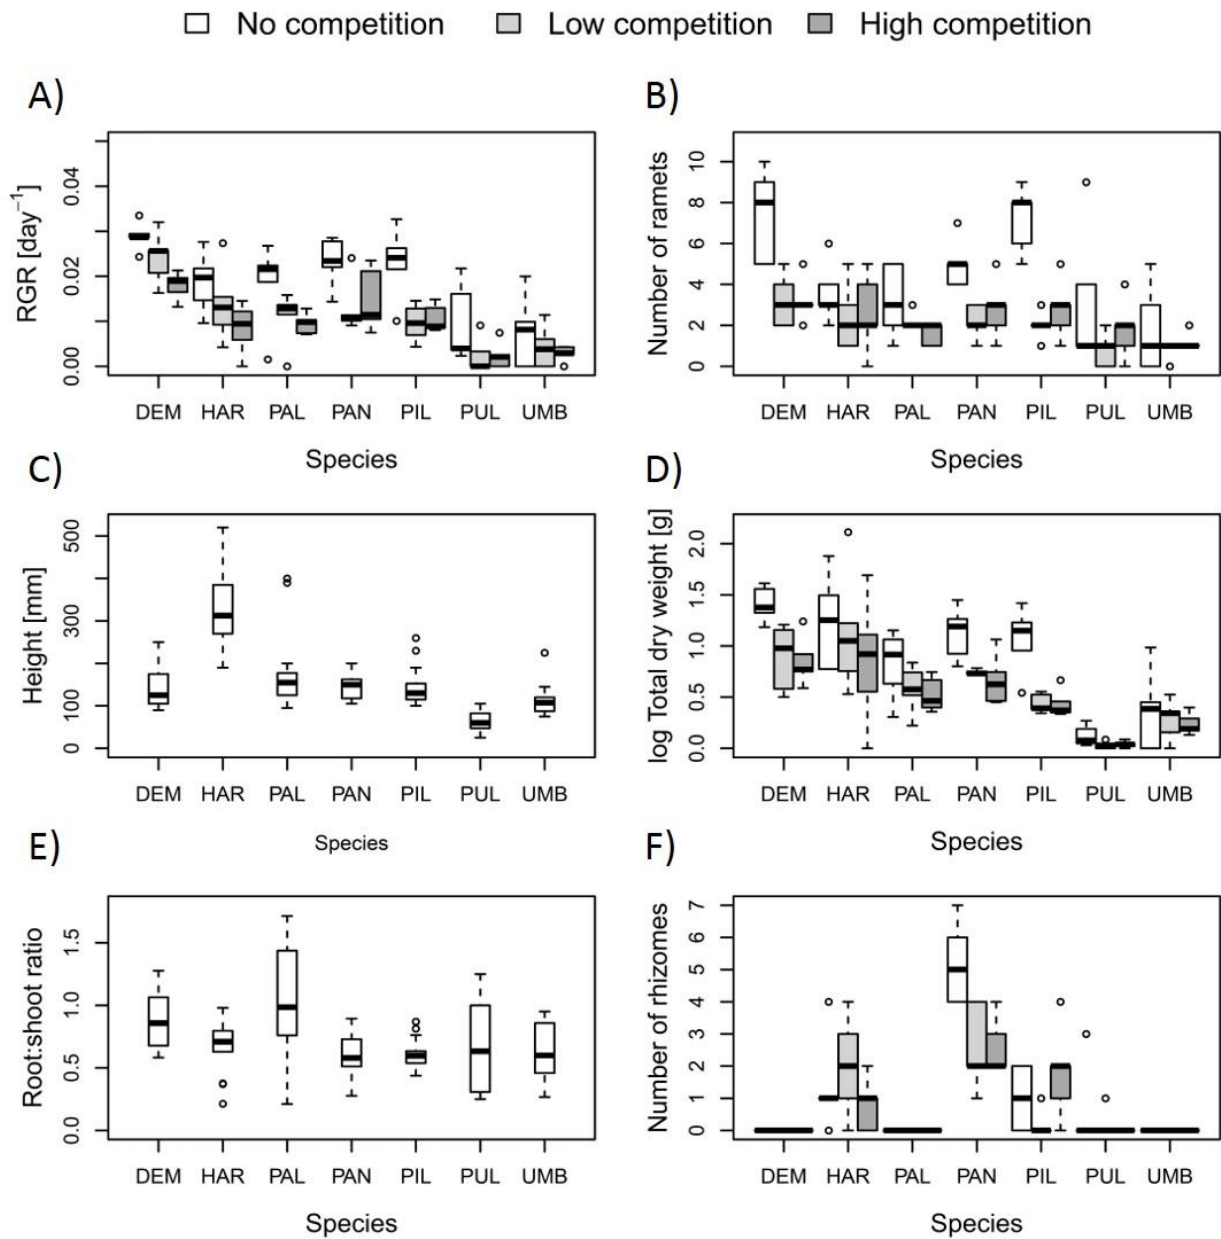 No competition Low competition High competition
A)
RGR [day⁻¹]
0.04
0.02
0.00
DEM HAR PAL PAN PIL PUL UMB
Species
B)
Number of ramets
10
8
6
4
2
0
DEM HAR PAL PAN PIL PUL UMB
Species
C)
Height [mm]
500
300
100
0
DEM HAR PAL PAN PIL PUL UMB
Species
D)
log Total dry weight [g]
2.0
1.5
1.0
0.5
0.0
DEM HAR PAL PAN PIL PUL UMB
Species
E)
Root:shoot ratio
1.5
1.0
0.5
0.0
DEM HAR PAL PAN PIL PUL UMB
Species
F)
Number of rhizomes
7
6
5
4
3
2
1
0
DEM HAR PAL PAN PIL PUL UMB
Species